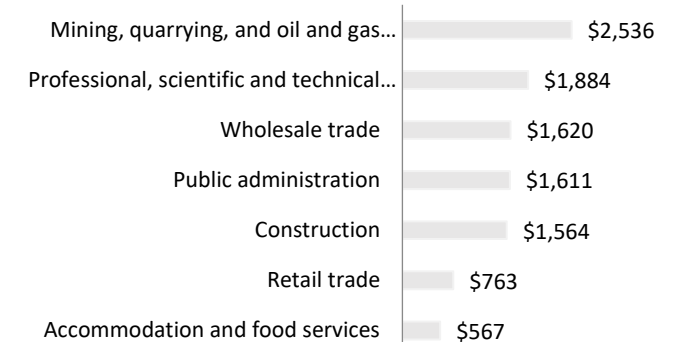 Mining, quarrying, and oil and gas… $2,536
Professional, scientific and technical… $1,884
Wholesale trade $1,620
Public administration $1,611
Construction $1,564
Retail trade $763
Accommodation and food services $567